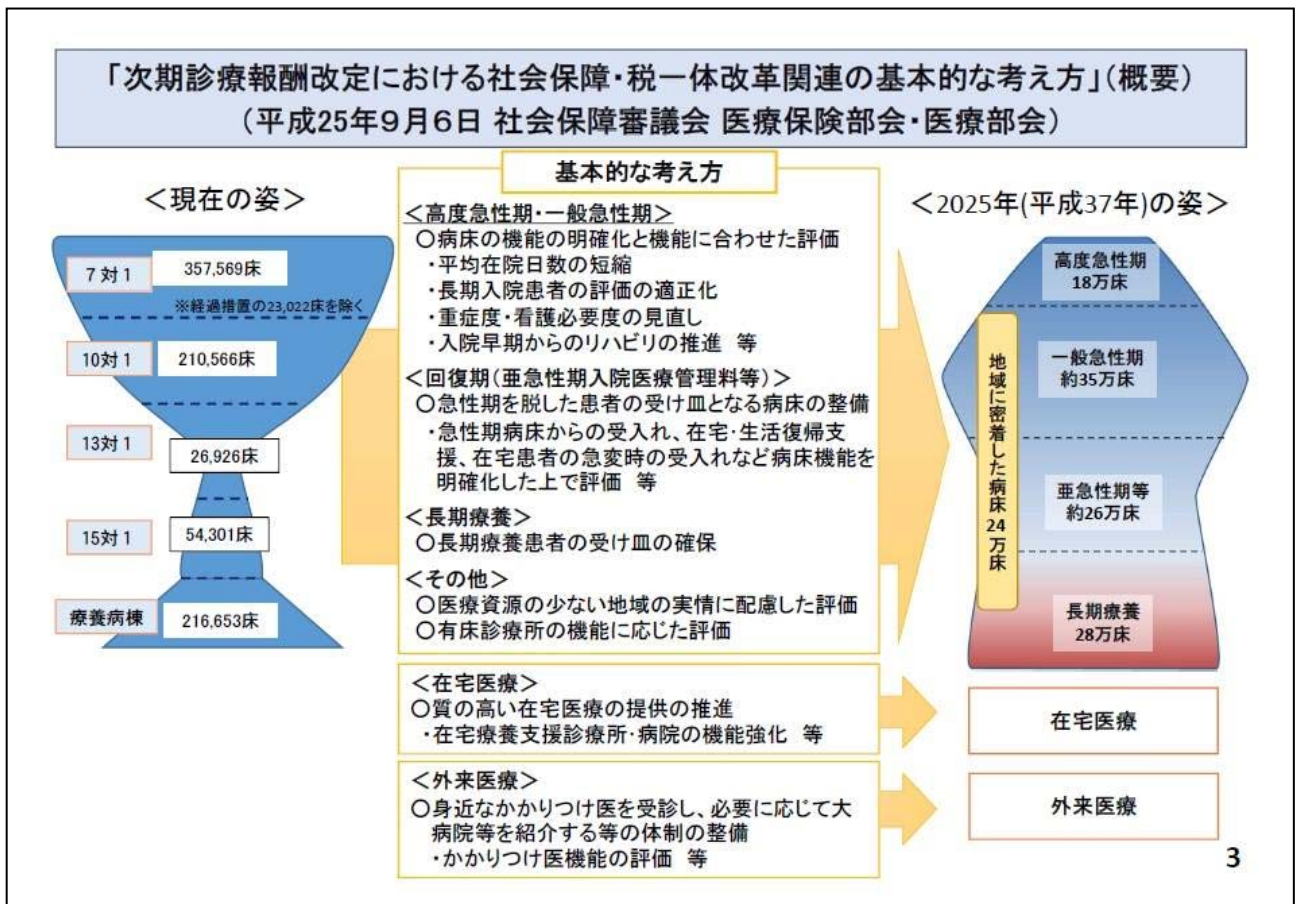 「次期診療報酬改定における社会保障・税一体改革関連の基本的な考え方」(概要)
(平成25年9月6日 社会保障審議会 医療保険部会・医療部会)
<現在の姿>
7対1
357,569床
※経過措置の23,022床を除く
10対1
210,566床
13対1
26,926床
15対1
54,301床
療養病棟
216,653床
基本的な考え方
<高度急性期・一般急性期>
○病床の機能の明確化と機能に合わせた評価
・平均在院日数の短縮
・長期入院患者の評価の適正化
・重症度・看護必要度の見直し
・入院早期からのリハビリの推進 等
<回復期(亜急性期入院医療管理料等)>
○急性期を脱した患者の受け皿となる病床の整備
・急性期病床からの受入れ、在宅・生活復帰支
援、在宅患者の急変時の受入れなど病床機能を
明確化した上で評価 等
<長期療養>
○長期療養患者の受け皿の確保
<その他>
○医療資源の少ない地域の実情に配慮した評価
○有床診療所の機能に応じた評価
<在宅医療>
○質の高い在宅医療の提供の推進
・在宅療養支援診療所・病院の機能強化 等
<外来医療>
○身近なかかりつけ医を受診し、必要に応じて大
病院等を紹介する等の体制の整備
・かかりつけ医機能の評価 等
<2025年(平成37年)の姿>
高度急性期
18万床
一般急性期
約35万床
亜急性期等
約26万床
長期療養
28万床
地域に密着した病床24万床
在宅医療
外来医療
3